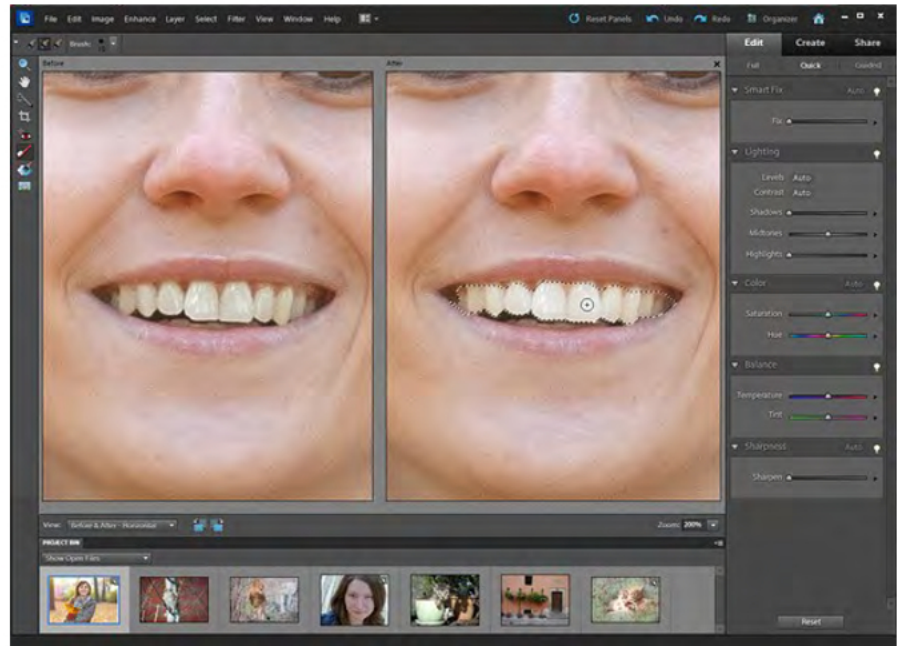 File Edit Image Enhance Layer Select Filter View Window Help
Reset Panels Undo Redo Organizer
Brush:
Edit Create Share
Full Quick Guided
Before
After
Smart Fix Auto
Fix
Lighting
Levels Auto
Contrast Auto
Shadows
Midtones
Highlights
Color Auto
Saturation
Hue
Balance
Temperature
Tint
Sharpness Auto
Sharpen
View: Before & After - Horizontal
Zoom: 200%
PROJECT BIN
Show Open Files
Reset